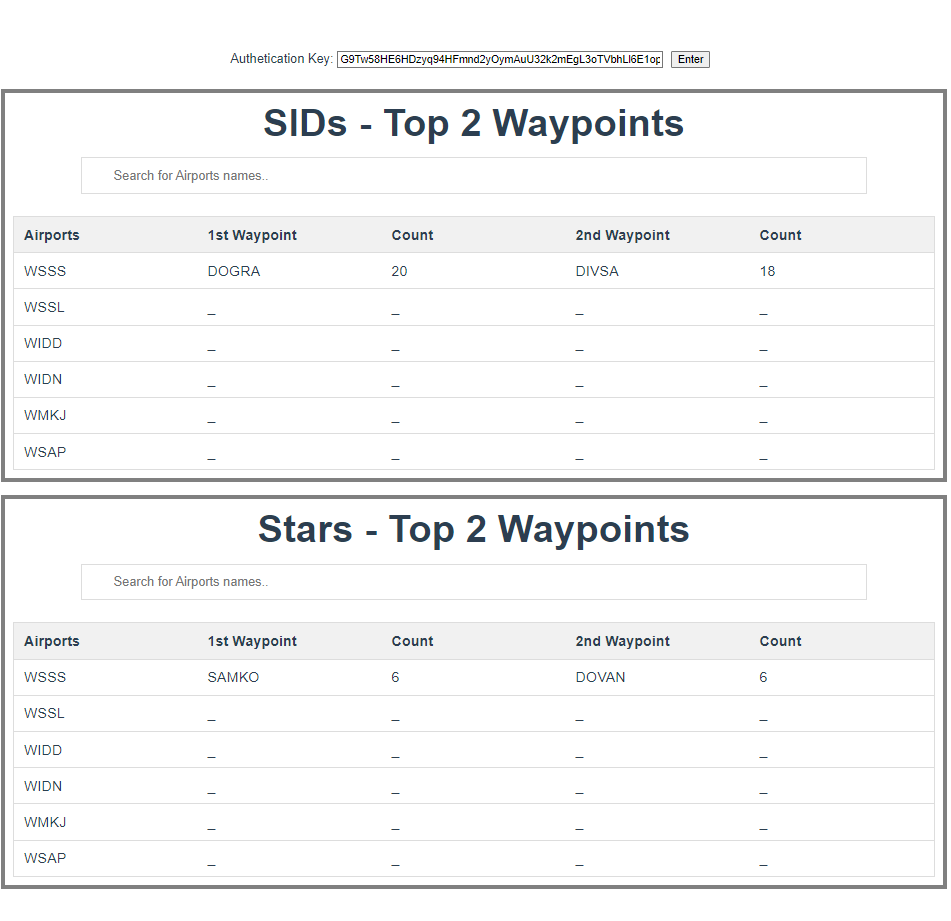 Authetication Key: G9Tw58HE6HDzyq94HFmnd2yOymAuU32k2mEgL3oTVbhLI6E1op Enter
SIDs - Top 2 Waypoints
Search for Airports names..
Airports 1st Waypoint Count 2nd Waypoint Count
WSSS DOGRA 20 DIVSA 18
WSSL _ _ _ _
WIDD _ _ _ _
WIDN _ _ _ _
WMKJ _ _ _ _
WSAP _ _ _ _
Stars - Top 2 Waypoints
Search for Airports names..
Airports 1st Waypoint Count 2nd Waypoint Count
WSSS SAMKO 6 DOVAN 6
WSSL _ _ _ _
WIDD _ _ _ _
WIDN _ _ _ _
WMKJ _ _ _ _
WSAP _ _ _ _